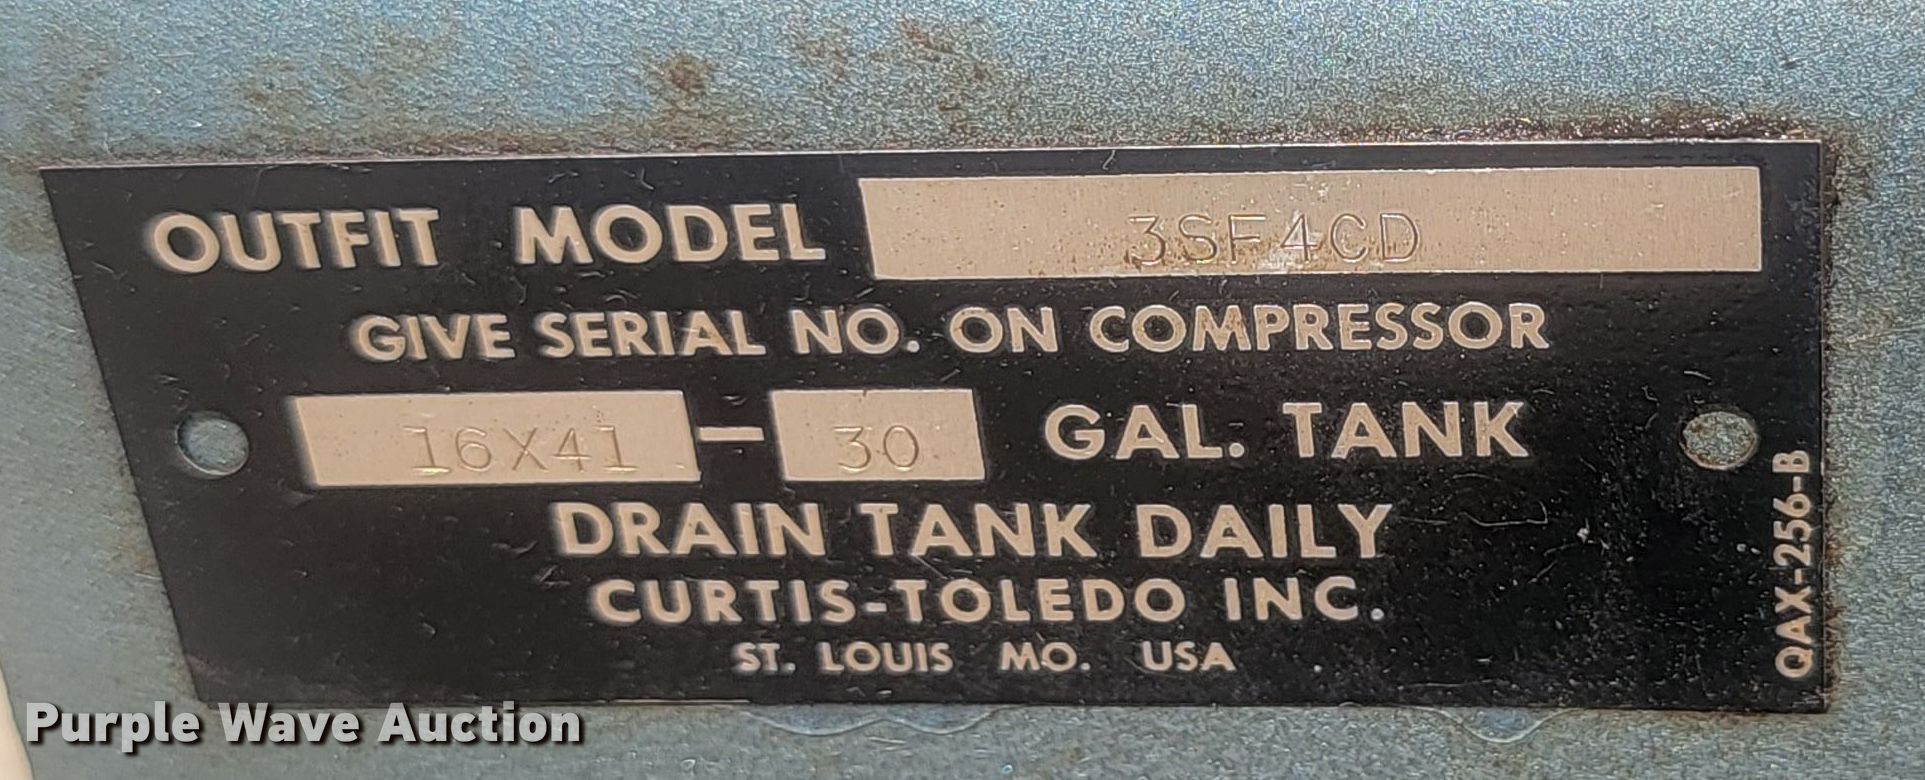 OUTFIT MODEL 3SF4CD
GIVE SERIAL NO. ON COMPRESSOR
16X41 - 30 GAL. TANK
DRAIN TANK DAILY
CURTIS-TOLEDO INC.
ST. LOUIS MO. USA
QAX-256-B
Purple Wave Auction